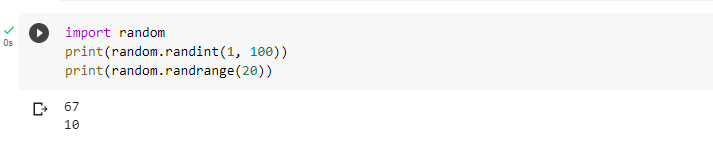 import random
0s
print(random.randint(1, 100))
print(random.randrange(20))
67
10